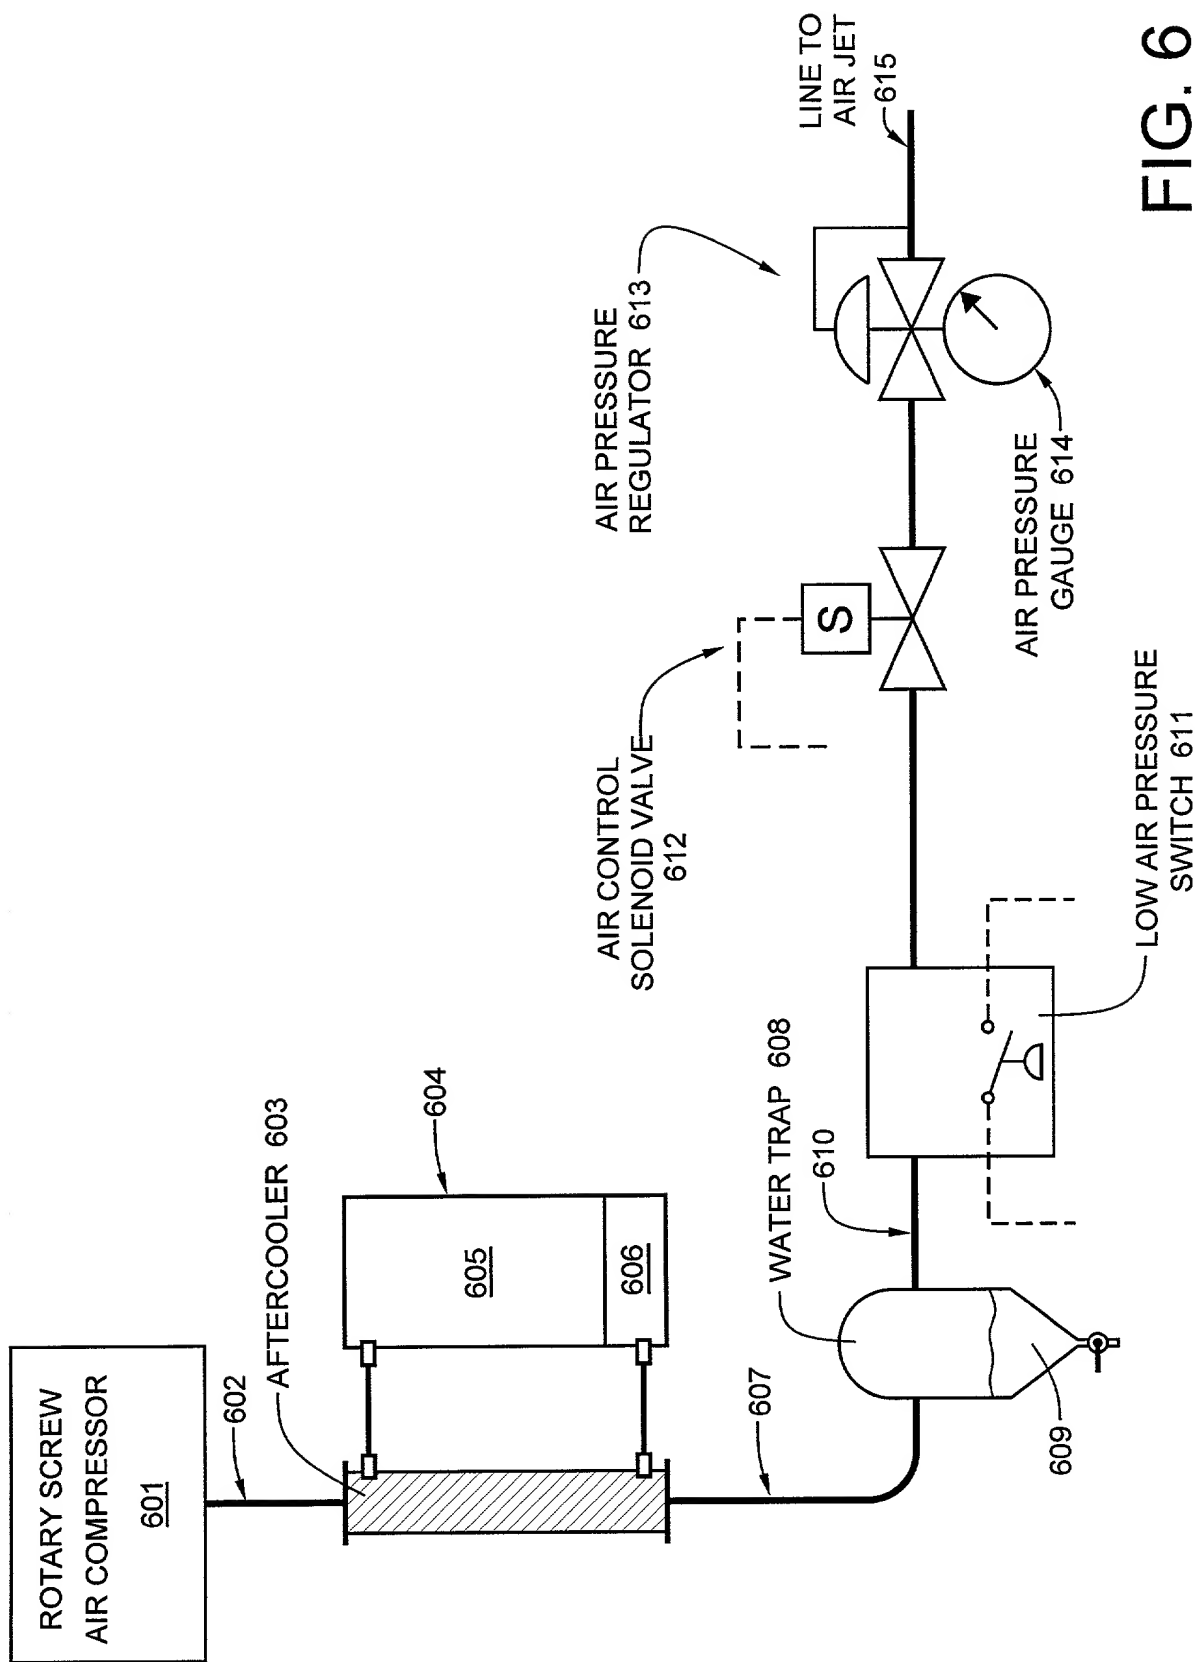 ROTARY SCREW
AIR COMPRESSOR
601
602
AFTERCOOLER 603
604
605
606
607
WATER TRAP 608
609
610
LOW AIR PRESSURE
SWITCH 611
AIR CONTROL
SOLENOID VALVE
612
S
AIR PRESSURE
REGULATOR 613
AIR PRESSURE
GAUGE 614
LINE TO
AIR JET
615
FIG. 6